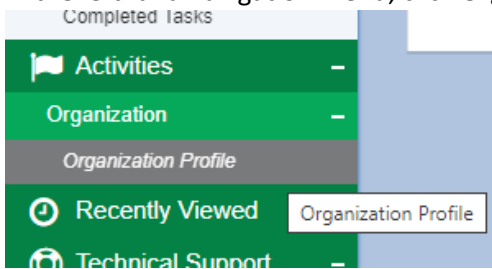 Completed Tasks
Activities –
Organization –
Organization Profile
Recently Viewed
Organization Profile
Technical Support –